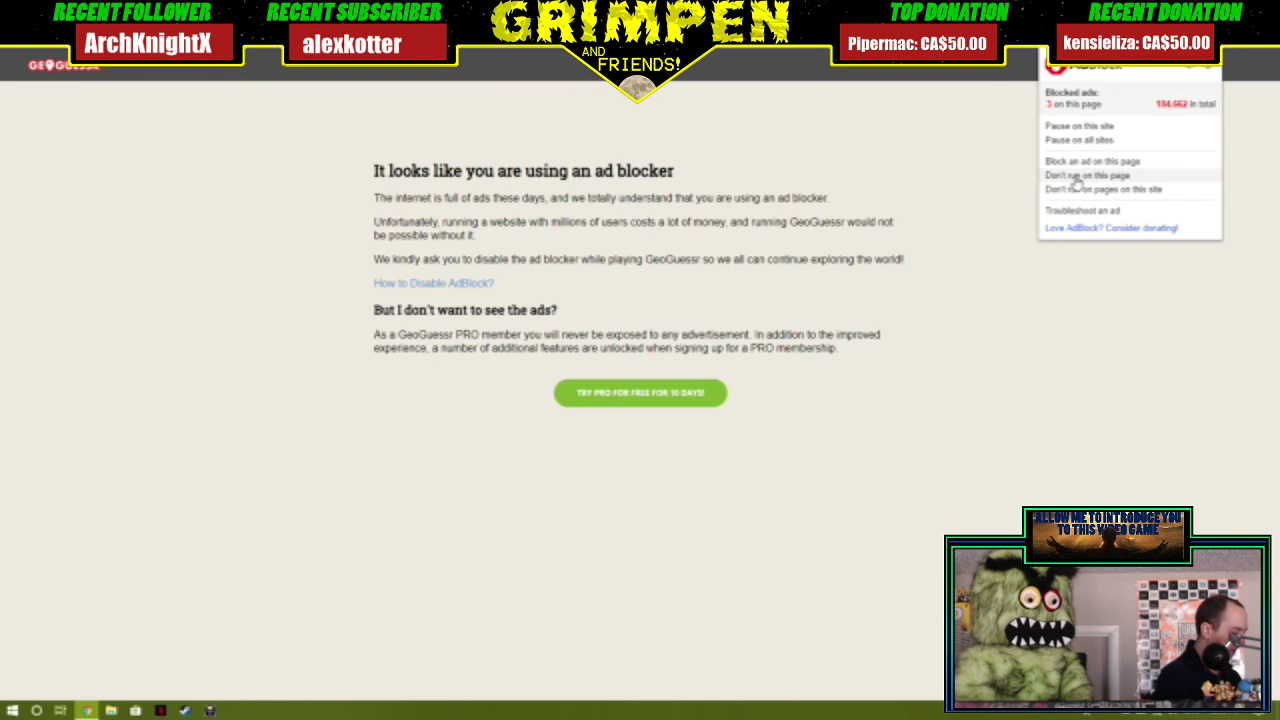 RECENT FOLLOWER
ArchKnightX
RECENT SUBSCRIBER
alexkotter
GRIMPEN
AND
FRIENDS!
TOP DONATION
Pipermac: CA$50.00
RECENT DONATION
kensieliza: CA$50.00
Blocked ads:
3 on this page
in total
Pause on this site
Pause on all sites
Block an ad on this page
Don't run on this page
Don't run on pages on this site
Troubleshoot an ad
Love AdBlock? Consider donating!
It looks like you are using an ad blocker
The internet is full of ads these days, and we totally understand that you are using an ad blocker.
Unfortunately, running a website with millions of users costs a lot of money, and running GeoGuessr would not
be possible without it.
We kindly ask you to disable the ad blocker while playing GeoGuessr so we all can continue exploring the world!
How to Disable AdBlock?
But I don't want to see the ads?
As a GeoGuessr PRO member you will never be exposed to any advertisement. In addition to the improved
experience, a number of additional features are unlocked when signing up for a PRO membership.
TRY PRO FOR FREE FOR 10 DAYS!
ALLOW ME TO INTRODUCE YOU
TO THIS VIDEO GAME